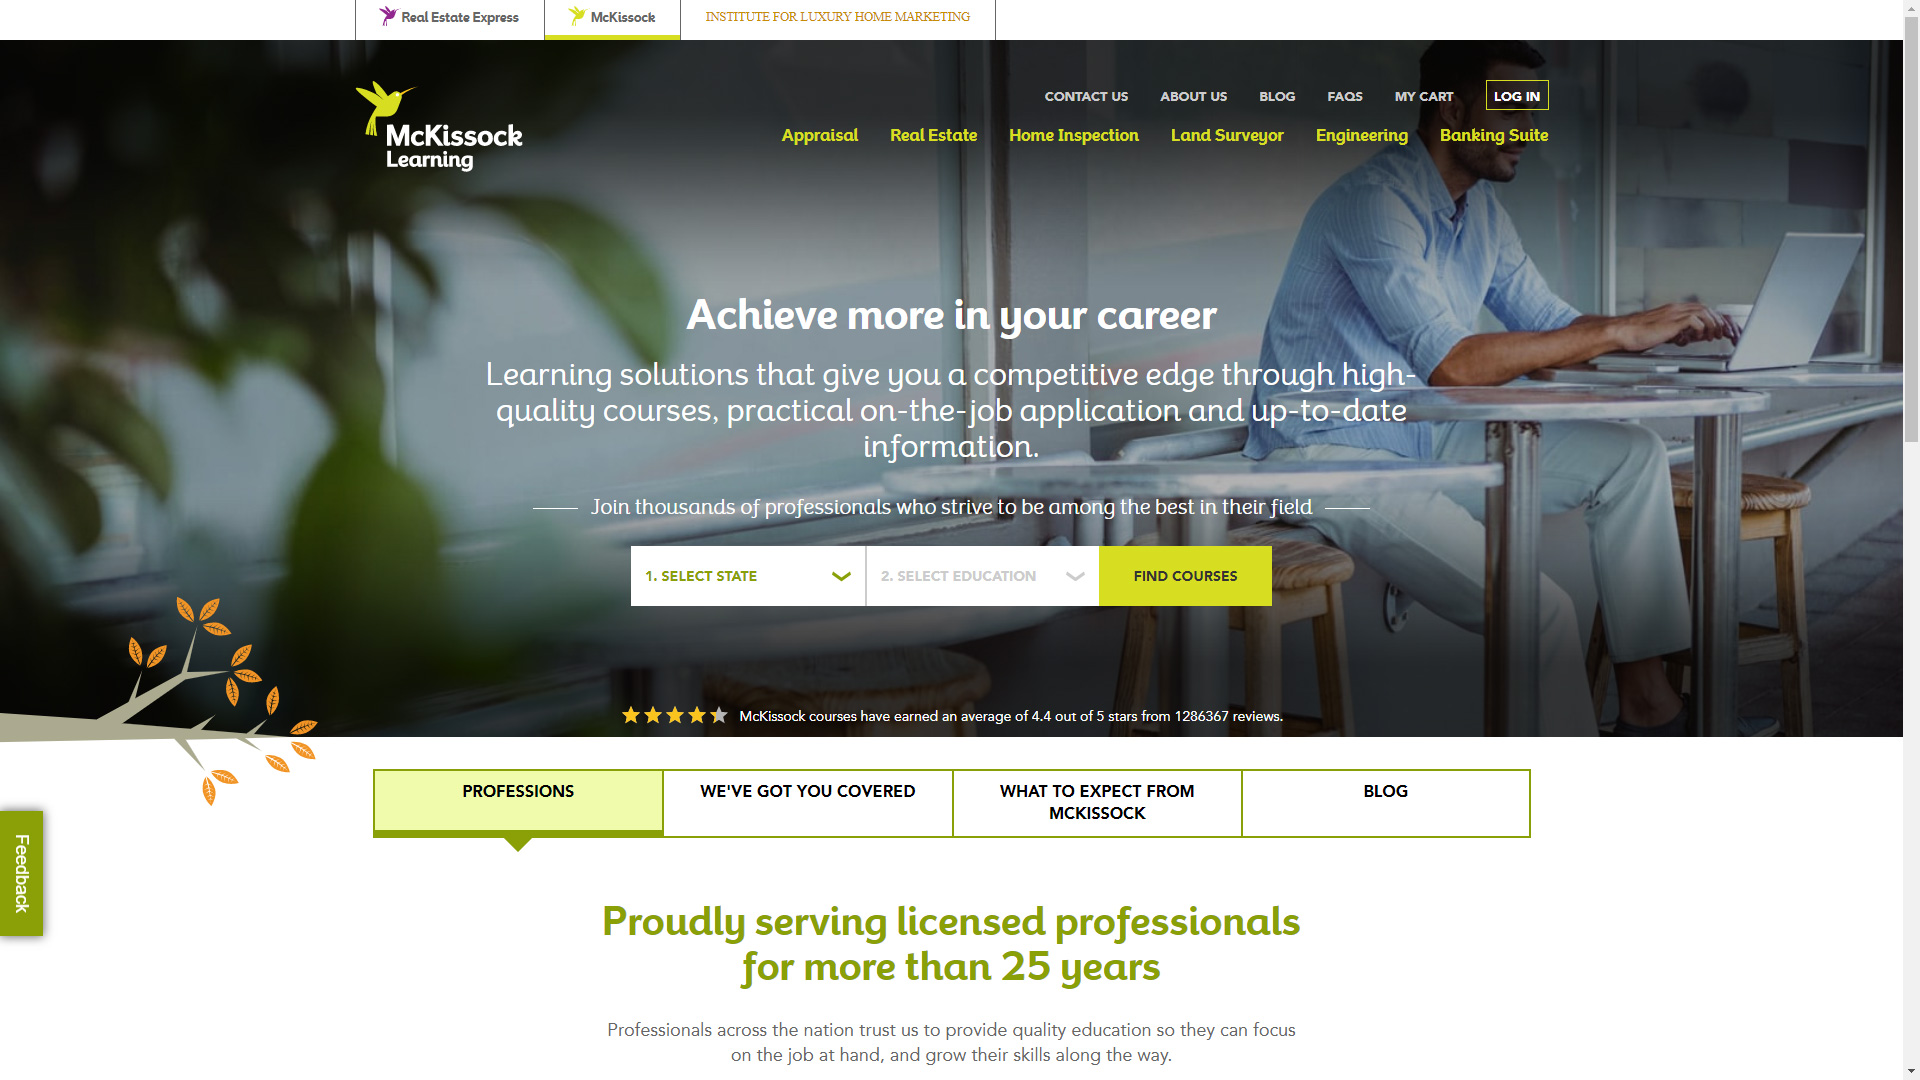 Real Estate Express
McKissock
INSTITUTE FOR LUXURY HOME MARKETING
McKissock
Learning
CONTACT US
ABOUT US
BLOG
FAQS
MY CART
LOG IN
Appraisal
Real Estate
Home Inspection
Land Surveyor
Engineering
Banking Suite
Achieve more in your career
Learning solutions that give you a competitive edge through high-
quality courses, practical on-the-job application and up-to-date
information.
Join thousands of professionals who strive to be among the best in their field
1. SELECT STATE
2. SELECT EDUCATION
FIND COURSES
McKissock courses have earned an average of 4.4 out of 5 stars from 1286367 reviews.
PROFESSIONS
WE'VE GOT YOU COVERED
WHAT TO EXPECT FROM
MCKISSOCK
BLOG
Feedback
Proudly serving licensed professionals
for more than 25 years
Professionals across the nation trust us to provide quality education so they can focus
on the job at hand, and grow their skills along the way.